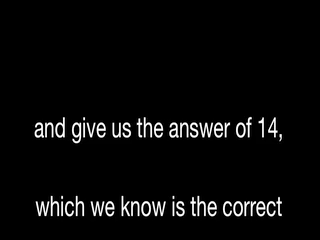 and give us the answer of 14,
which we know is the correct